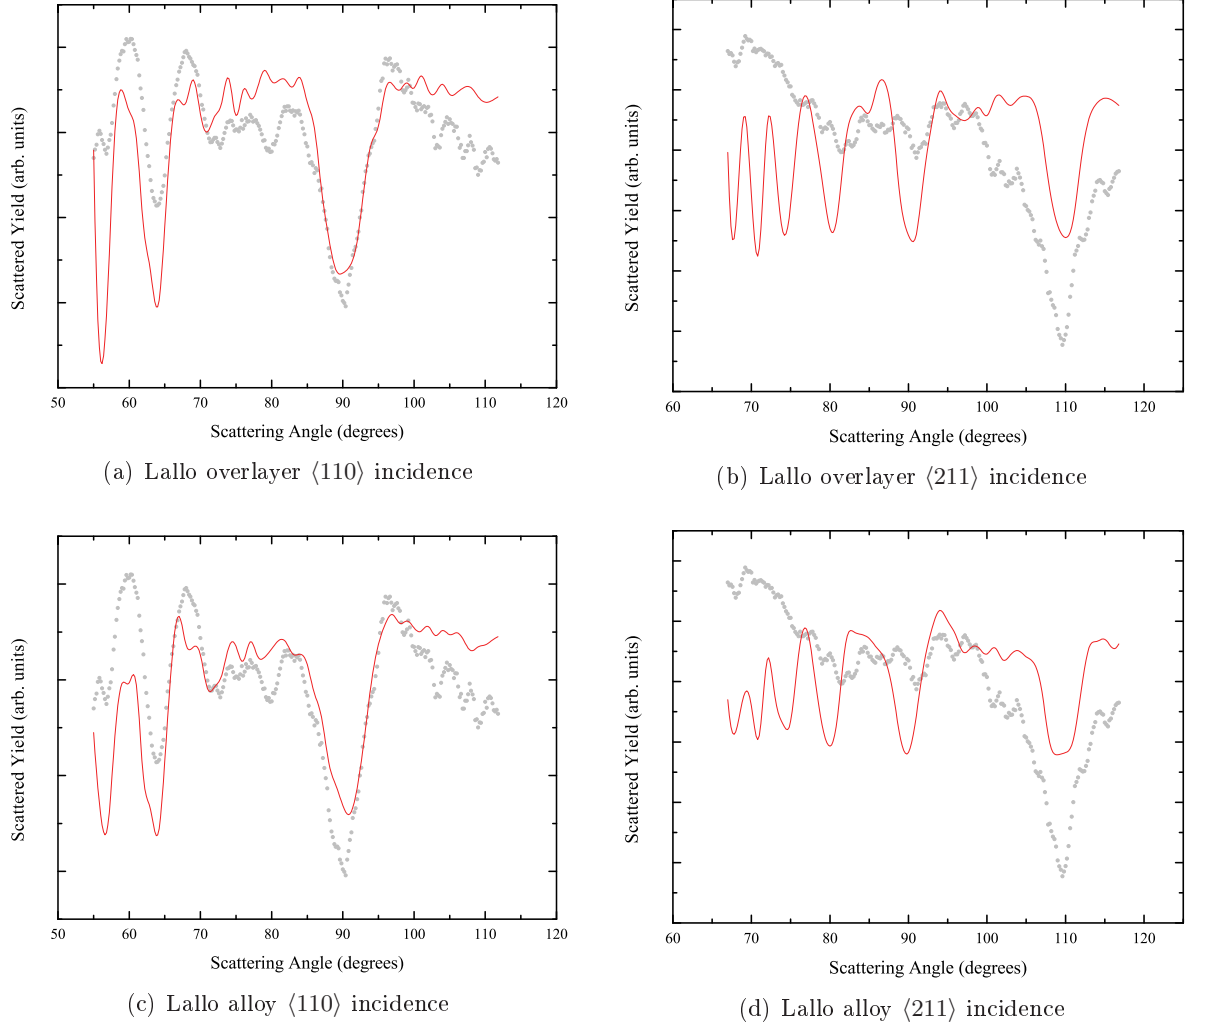 Scattered Yield (arb. units)
50 60 70 80 90 100 110 120
Scattering Angle (degrees)
(a) Lallo overlayer ⟨110⟩ incidence
Scattered Yield (arb. units)
60 70 80 90 100 110 120
Scattering Angle (degrees)
(b) Lallo overlayer ⟨211⟩ incidence
Scattered Yield (arb. units)
50 60 70 80 90 100 110 120
Scattering Angle (degrees)
(c) Lallo alloy ⟨110⟩ incidence
Scattered Yield (arb. units)
60 70 80 90 100 110 120
Scattering Angle (degrees)
(d) Lallo alloy ⟨211⟩ incidence